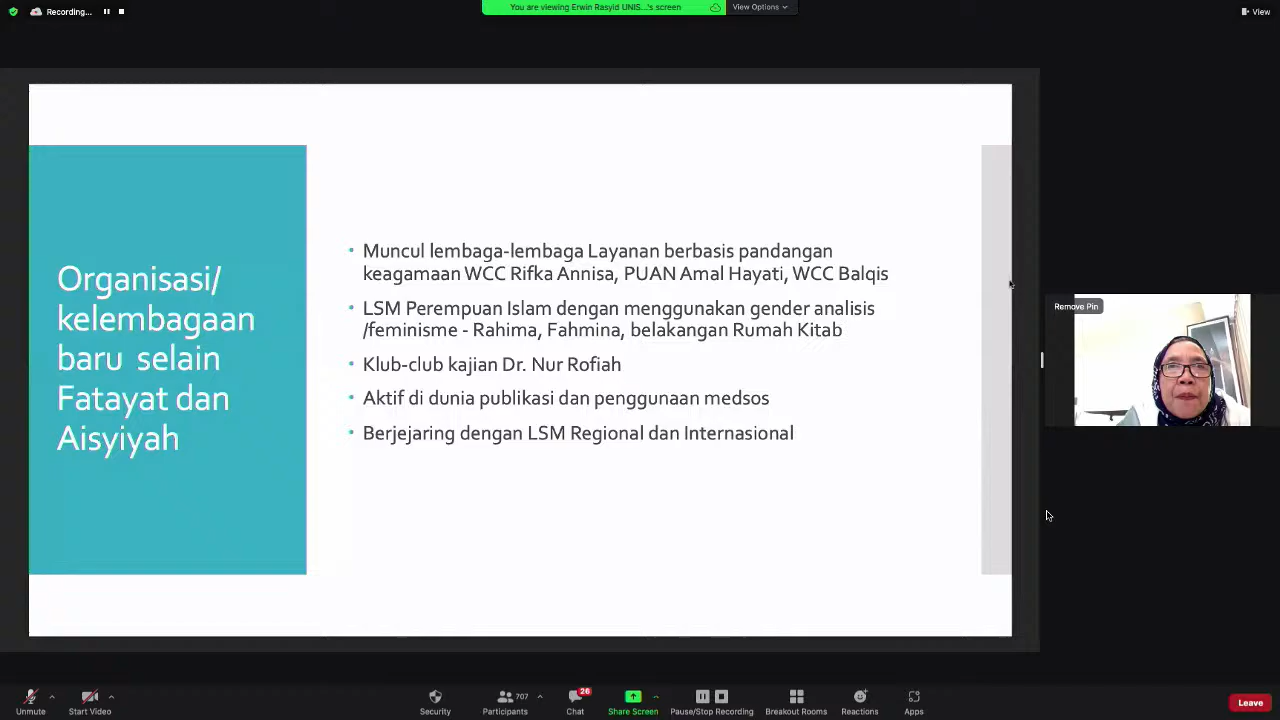 Recording...
You are viewing Erwin Rasyid UNIS...'s screen
View Options
View
Organisasi/
kelembagaan
baru selain
Fatayat dan
Aisyiyah
• Muncul lembaga-lembaga Layanan berbasis pandangan
keagamaan WCC Rifka Annisa, PUAN Amal Hayati, WCC Balqis
• LSM Perempuan Islam dengan menggunakan gender analisis
/feminisme - Rahima, Fahmina, belakangan Rumah Kitab
• Klub-club kajian Dr. Nur Rofiah
• Aktif di dunia publikasi dan penggunaan medsos
• Berjejaring dengan LSM Regional dan Internasional
Remove Pin
Unmute
Start Video
Security
Participants
707
Chat
26
Share Screen
Pause/Stop Recording
Breakout Rooms
Reactions
Apps
Leave